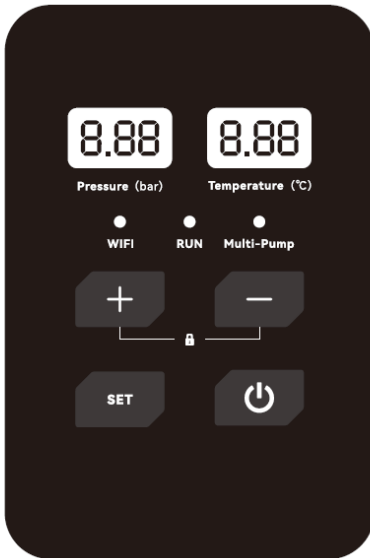 8.88 8.88
Pressure (bar) Temperature (℃)
WIFI RUN Multi-Pump
+ −
SET